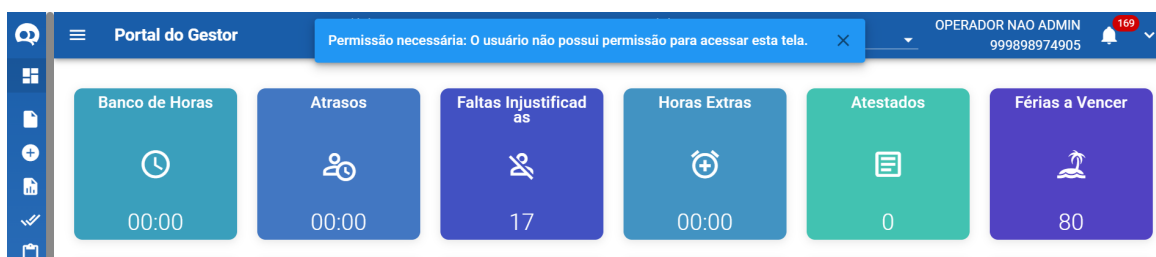 Portal do Gestor
Permissão necessária: O usuário não possui permissão para acessar esta tela.
OPERADOR NAO ADMIN
999898974905
169
Banco de Horas
00:00
Atrasos
00:00
Faltas Injustificad
as
17
Horas Extras
00:00
Atestados
0
Férias a Vencer
80